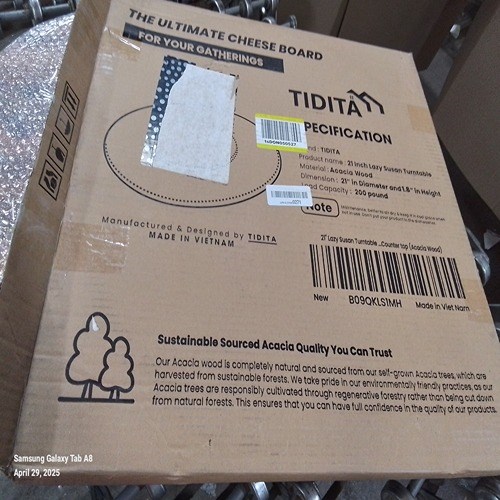 THE ULTIMATE CHEESE BOARD
FOR YOUR GATHERINGS
TIDITA
PECIFICATION
: TIDITA
Product name : 21 Inch Lazy Susan Turntable
Material : Acacia Wood
Dimension : 21" in Diameter and 1.8" in Height
Capacity : 200 pound
Note
Manufactured & Designed by TIDITA
MADE IN VIETNAM
21" Lazy Susan Turntable ...Counter top (Acacia Wood)
New B09QKLS1MH Made in Viet Nam
Sustainable Sourced Acacia Quality You Can Trust
Our Acacia wood is completely natural and sourced from our self-grown Acacia trees, which are
harvested from sustainable forests. We take pride in our environmentally friendly practices, as our
Acacia trees are responsibly cultivated through regenerative forestry rather than being cut down
from natural forests. This ensures that you can have full confidence in the quality of our products.
Samsung Galaxy Tab A8
April 29, 2025